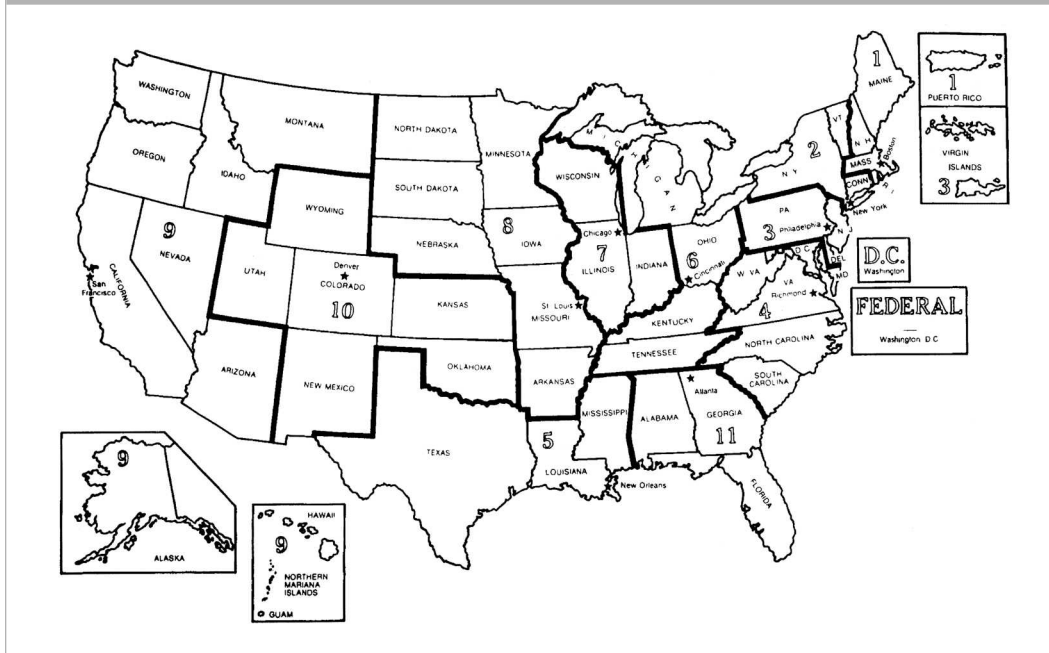 WASHINGTON
OREGON
IDAHO
MONTANA
WYOMING
9
NEVADA
CALIFORNIA
San
Francisco
UTAH
Denver
COLORADO
10
ARIZONA
NEW MEXICO
NORTH DAKOTA
SOUTH DAKOTA
NEBRASKA
KANSAS
OKLAHOMA
TEXAS
MINNESOTA
8
IOWA
St Louis
MISSOURI
ARKANSAS
5
LOUISIANA
New Orleans
WISCONSIN
MICHIGAN
Chicago
7
ILLINOIS
INDIANA
OHIO
6
Cincinnati
KENTUCKY
TENNESSEE
MISSISSIPPI
ALABAMA
Atlanta
GEORGIA
11
FLORIDA
SOUTH
CAROLINA
NORTH CAROLINA
W VA
VA
Richmond
4
D C
DEL
MD
PA
3
Philadelphia
N J
2
N Y
New York
VT
N H
1
MAINE
MASS
Boston
CONN
R I
1
PUERTO RICO
VIRGIN
ISLANDS
3
D.C.
Washington
FEDERAL
Washington D C
9
ALASKA
HAWAII
9
NORTHERN
MARIANA
ISLANDS
GUAM